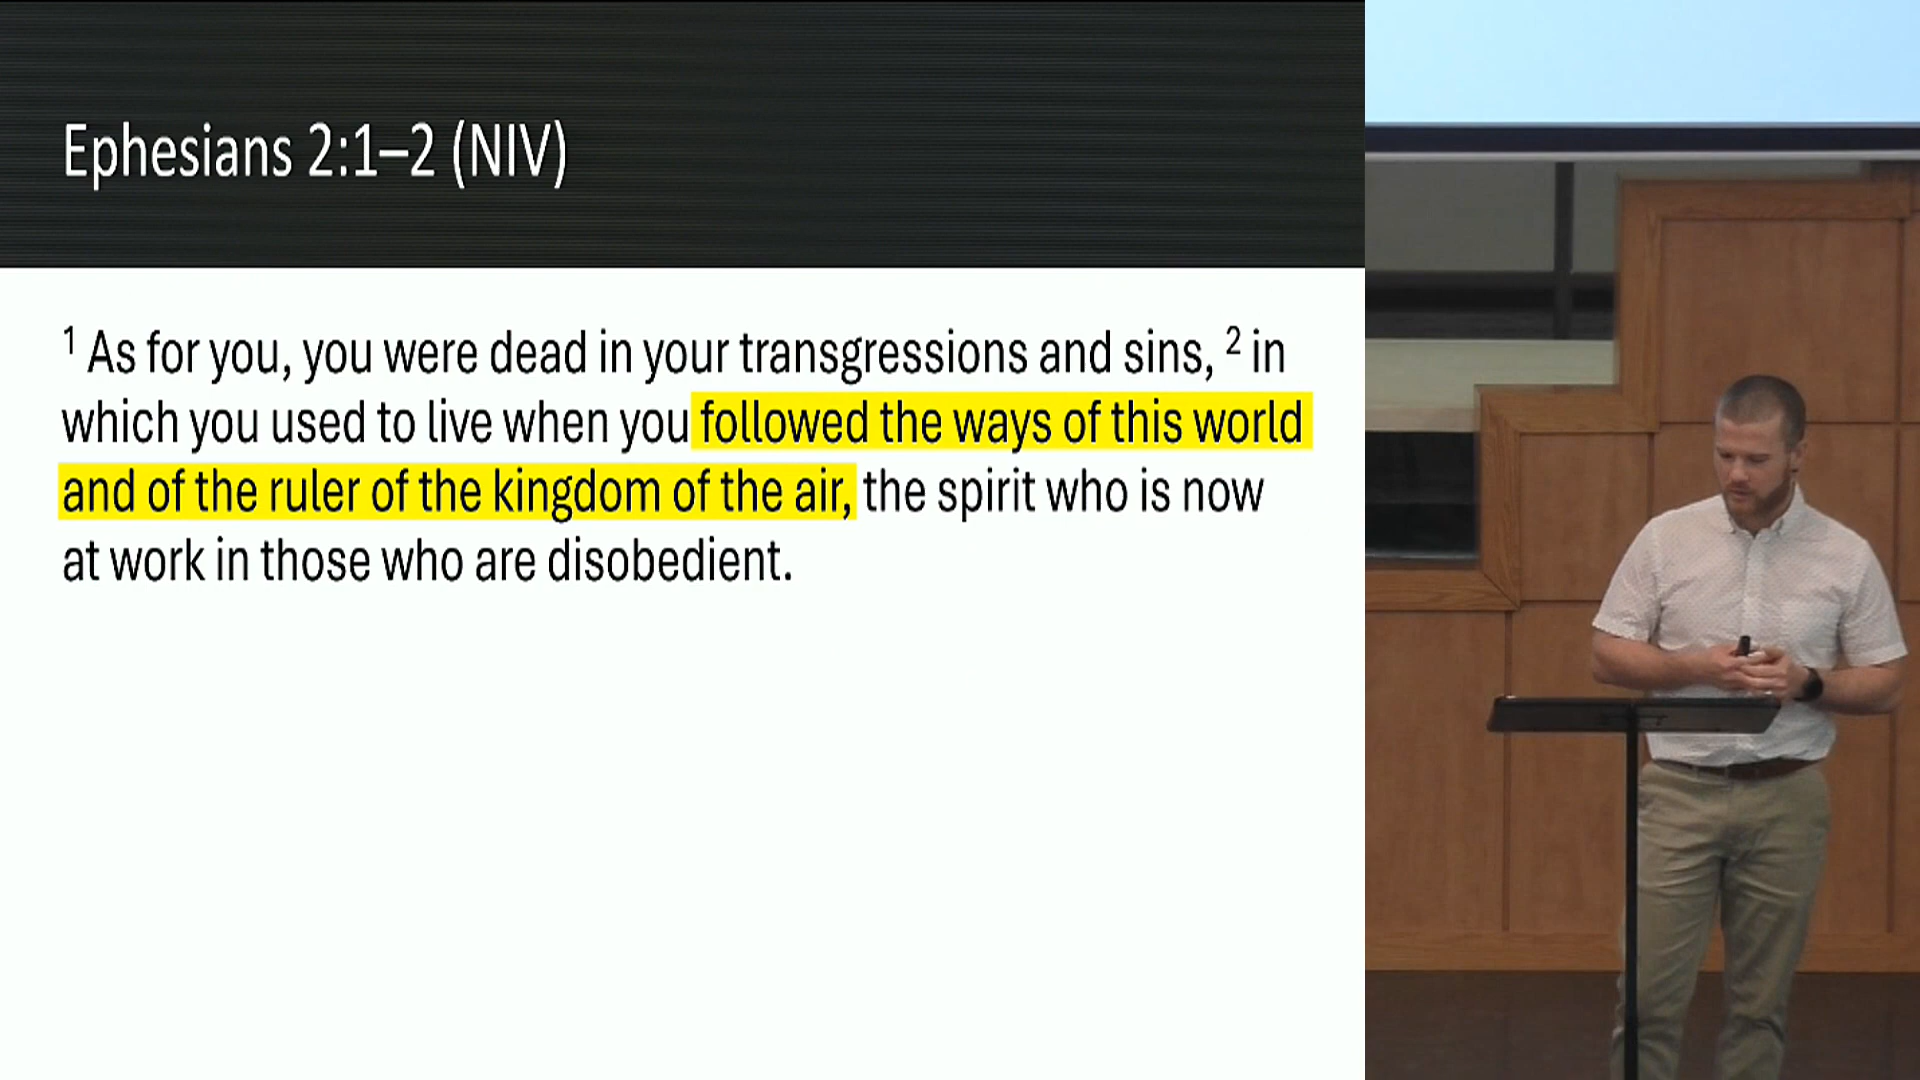 Ephesians 2:1–2 (NIV)
1 As for you, you were dead in your transgressions and sins, 2 in
which you used to live when you followed the ways of this world
and of the ruler of the kingdom of the air, the spirit who is now
at work in those who are disobedient.